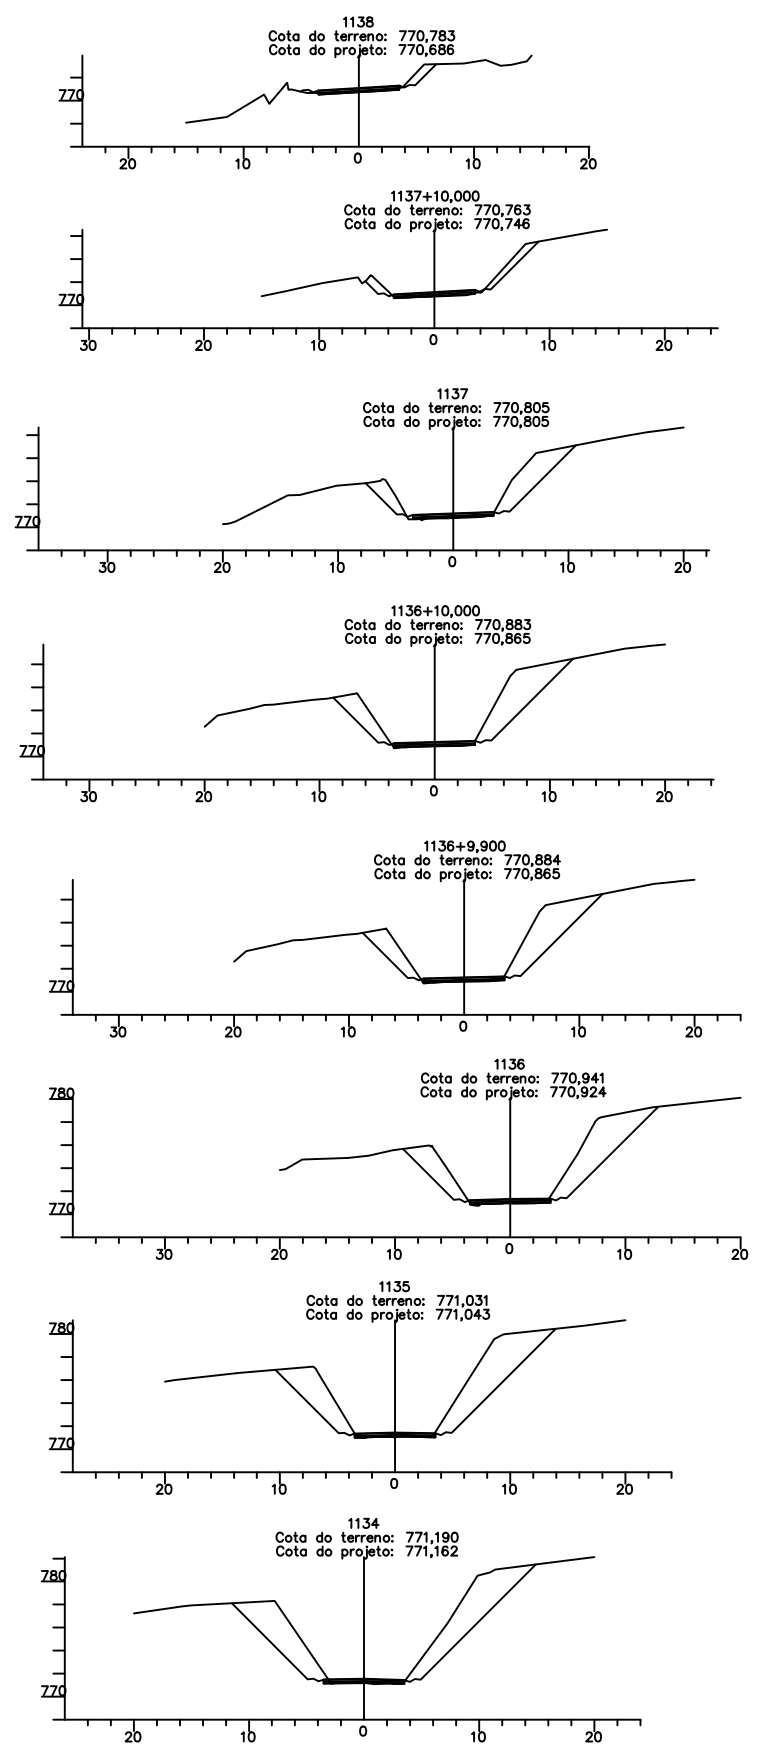 1138
Cota do terreno: 770,783
Cota do projeto: 770,686
770
20 10 0 10 20
1137+10,000
Cota do terreno: 770,763
Cota do projeto: 770,746
770
30 20 10 0 10 20
1137
Cota do terreno: 770,805
Cota do projeto: 770,805
770
30 20 10 0 10 20
1136+10,000
Cota do terreno: 770,883
Cota do projeto: 770,865
770
30 20 10 0 10 20
1136+9,900
Cota do terreno: 770,884
Cota do projeto: 770,865
770
30 20 10 0 10 20
1136
Cota do terreno: 770,941
Cota do projeto: 770,924
780
770
30 20 10 0 10 20
1135
Cota do terreno: 771,031
Cota do projeto: 771,043
780
770
20 10 0 10 20
1134
Cota do terreno: 771,190
Cota do projeto: 771,162
780
770
20 10 0 10 20